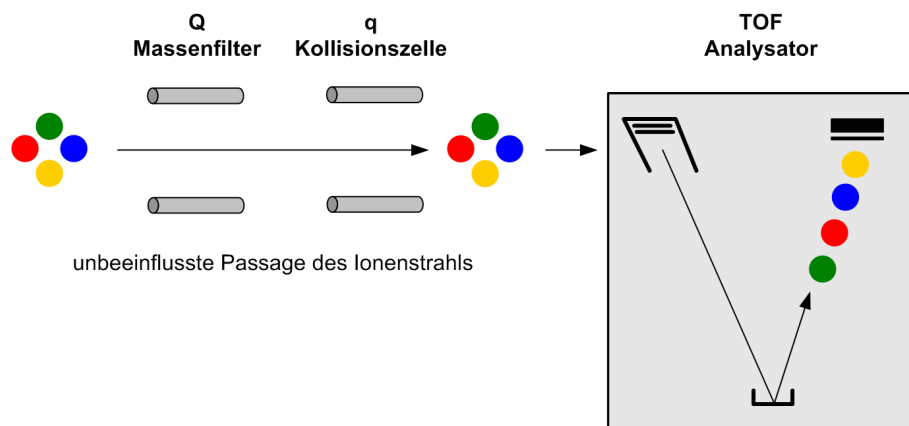 Q
Massenfilter
q
Kollisionszelle
TOF
Analysator
unbeeinflusste Passage des Ionenstrahls